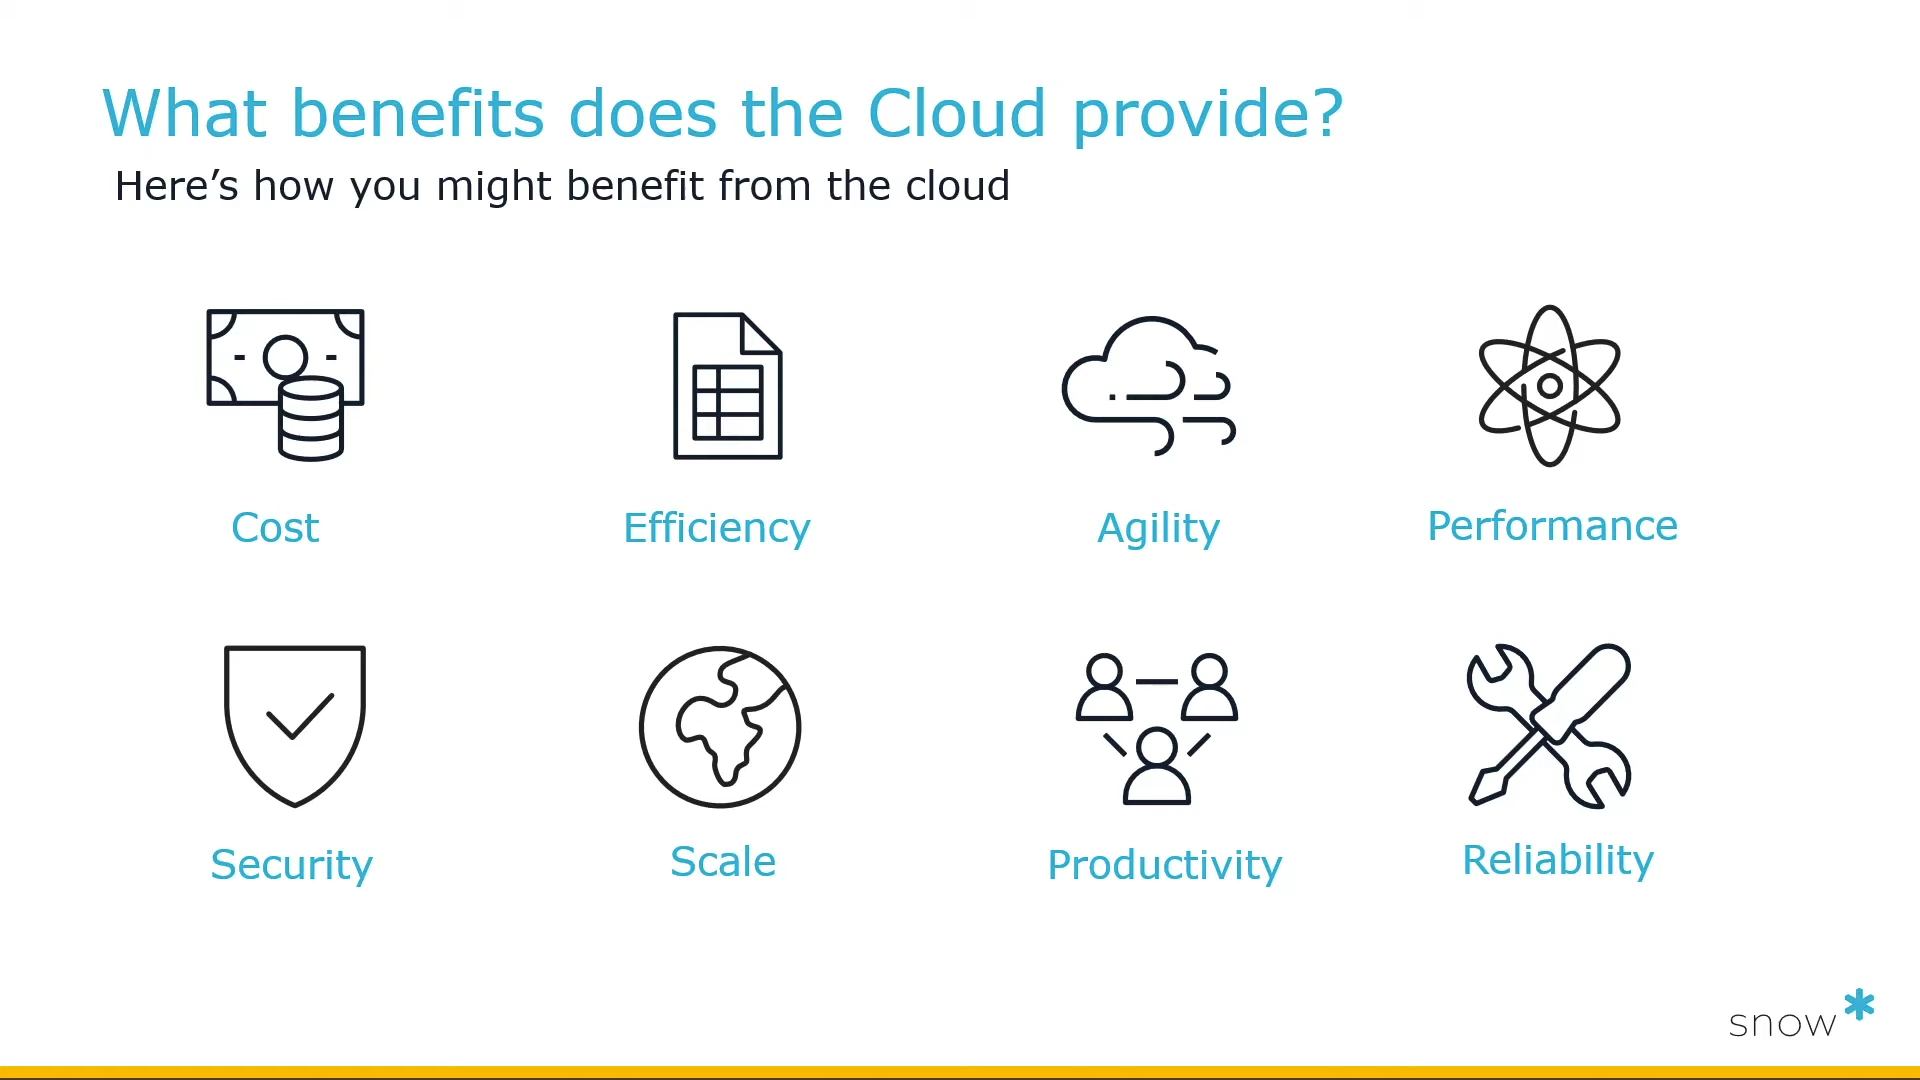 What benefits does the Cloud provide?
Here’s how you might benefit from the cloud
Cost
Efficiency
Agility
Performance
Security
Scale
Productivity
Reliability
snow